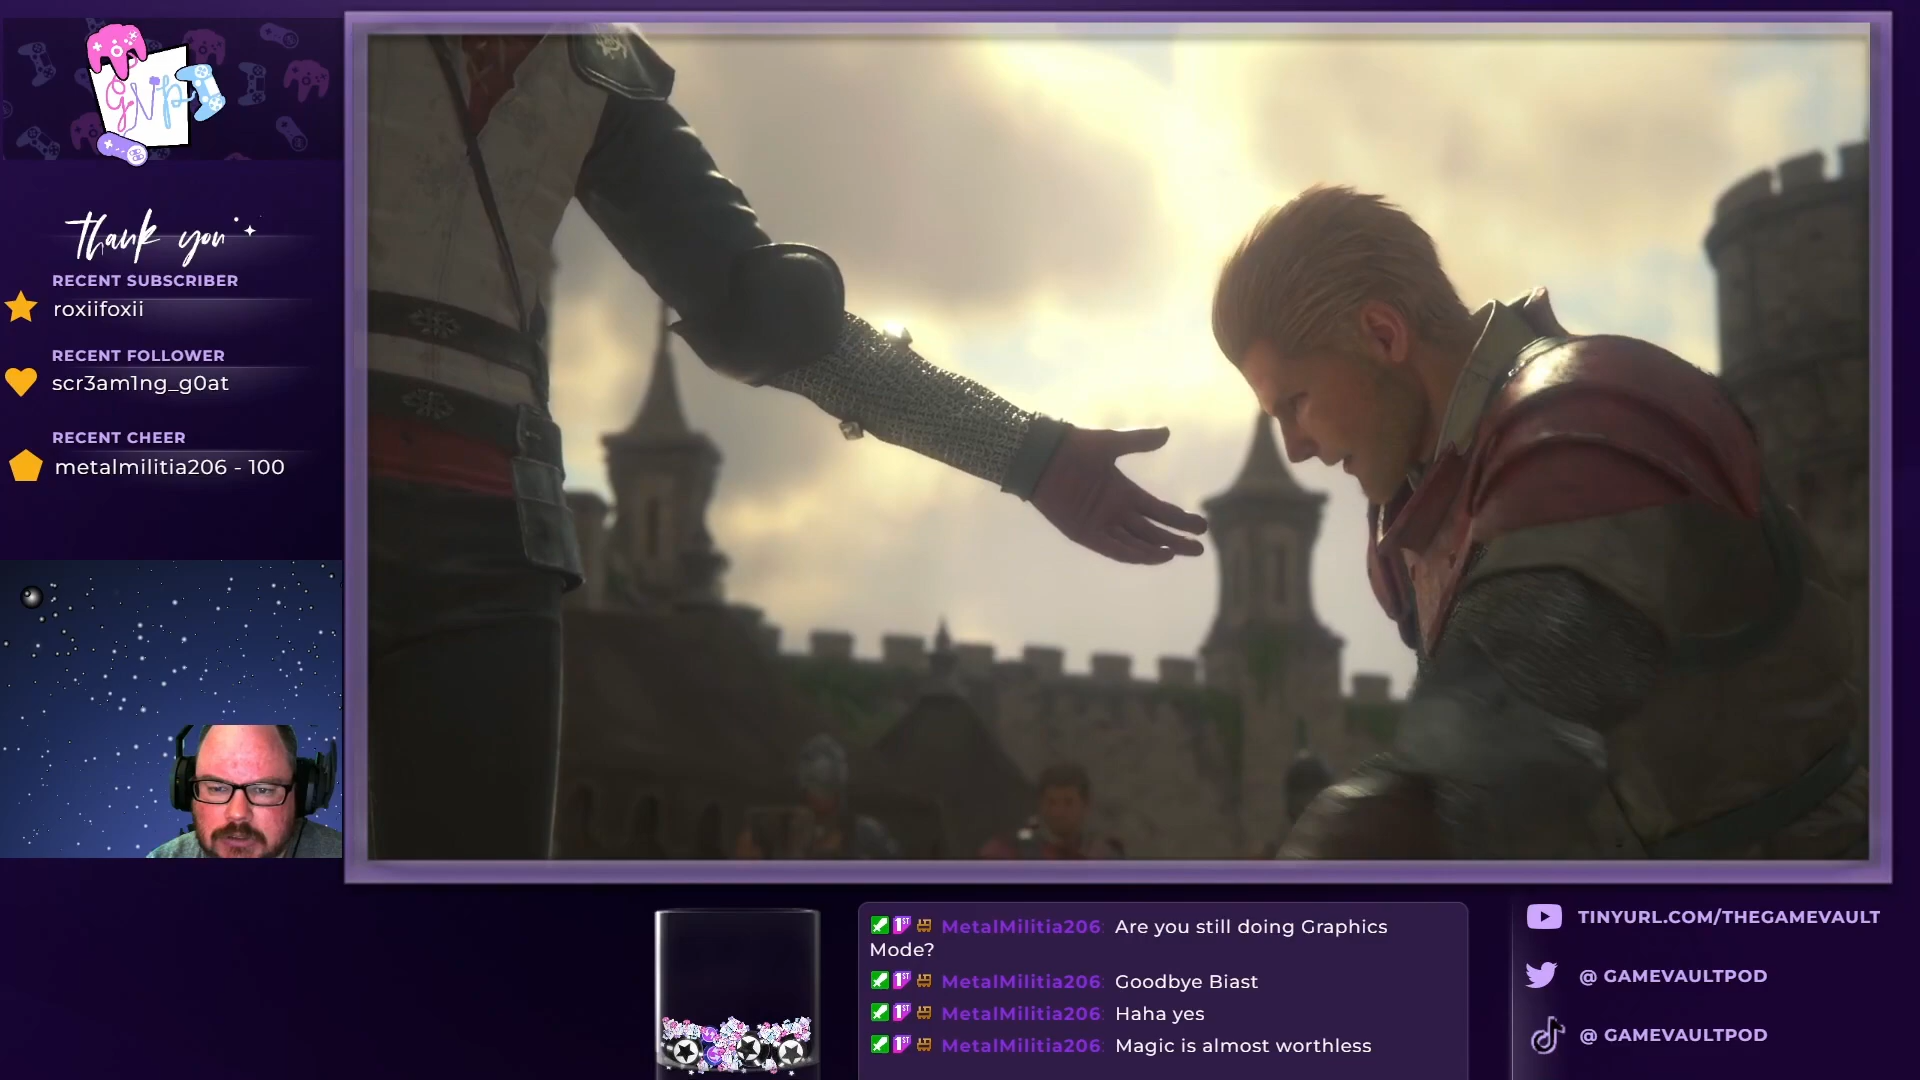 gVP
Thank you
RECENT SUBSCRIBER
roxiifoxii
RECENT FOLLOWER
scr3am1ng_g0at
RECENT CHEER
metalmilitia206 - 100
MetalMilitia206: Are you still doing Graphics
Mode?
MetalMilitia206: Goodbye Biast
MetalMilitia206: Haha yes
MetalMilitia206: Magic is almost worthless
TINYURL.COM/THEGAMEVAULT
@ GAMEVAULTPOD
@ GAMEVAULTPOD